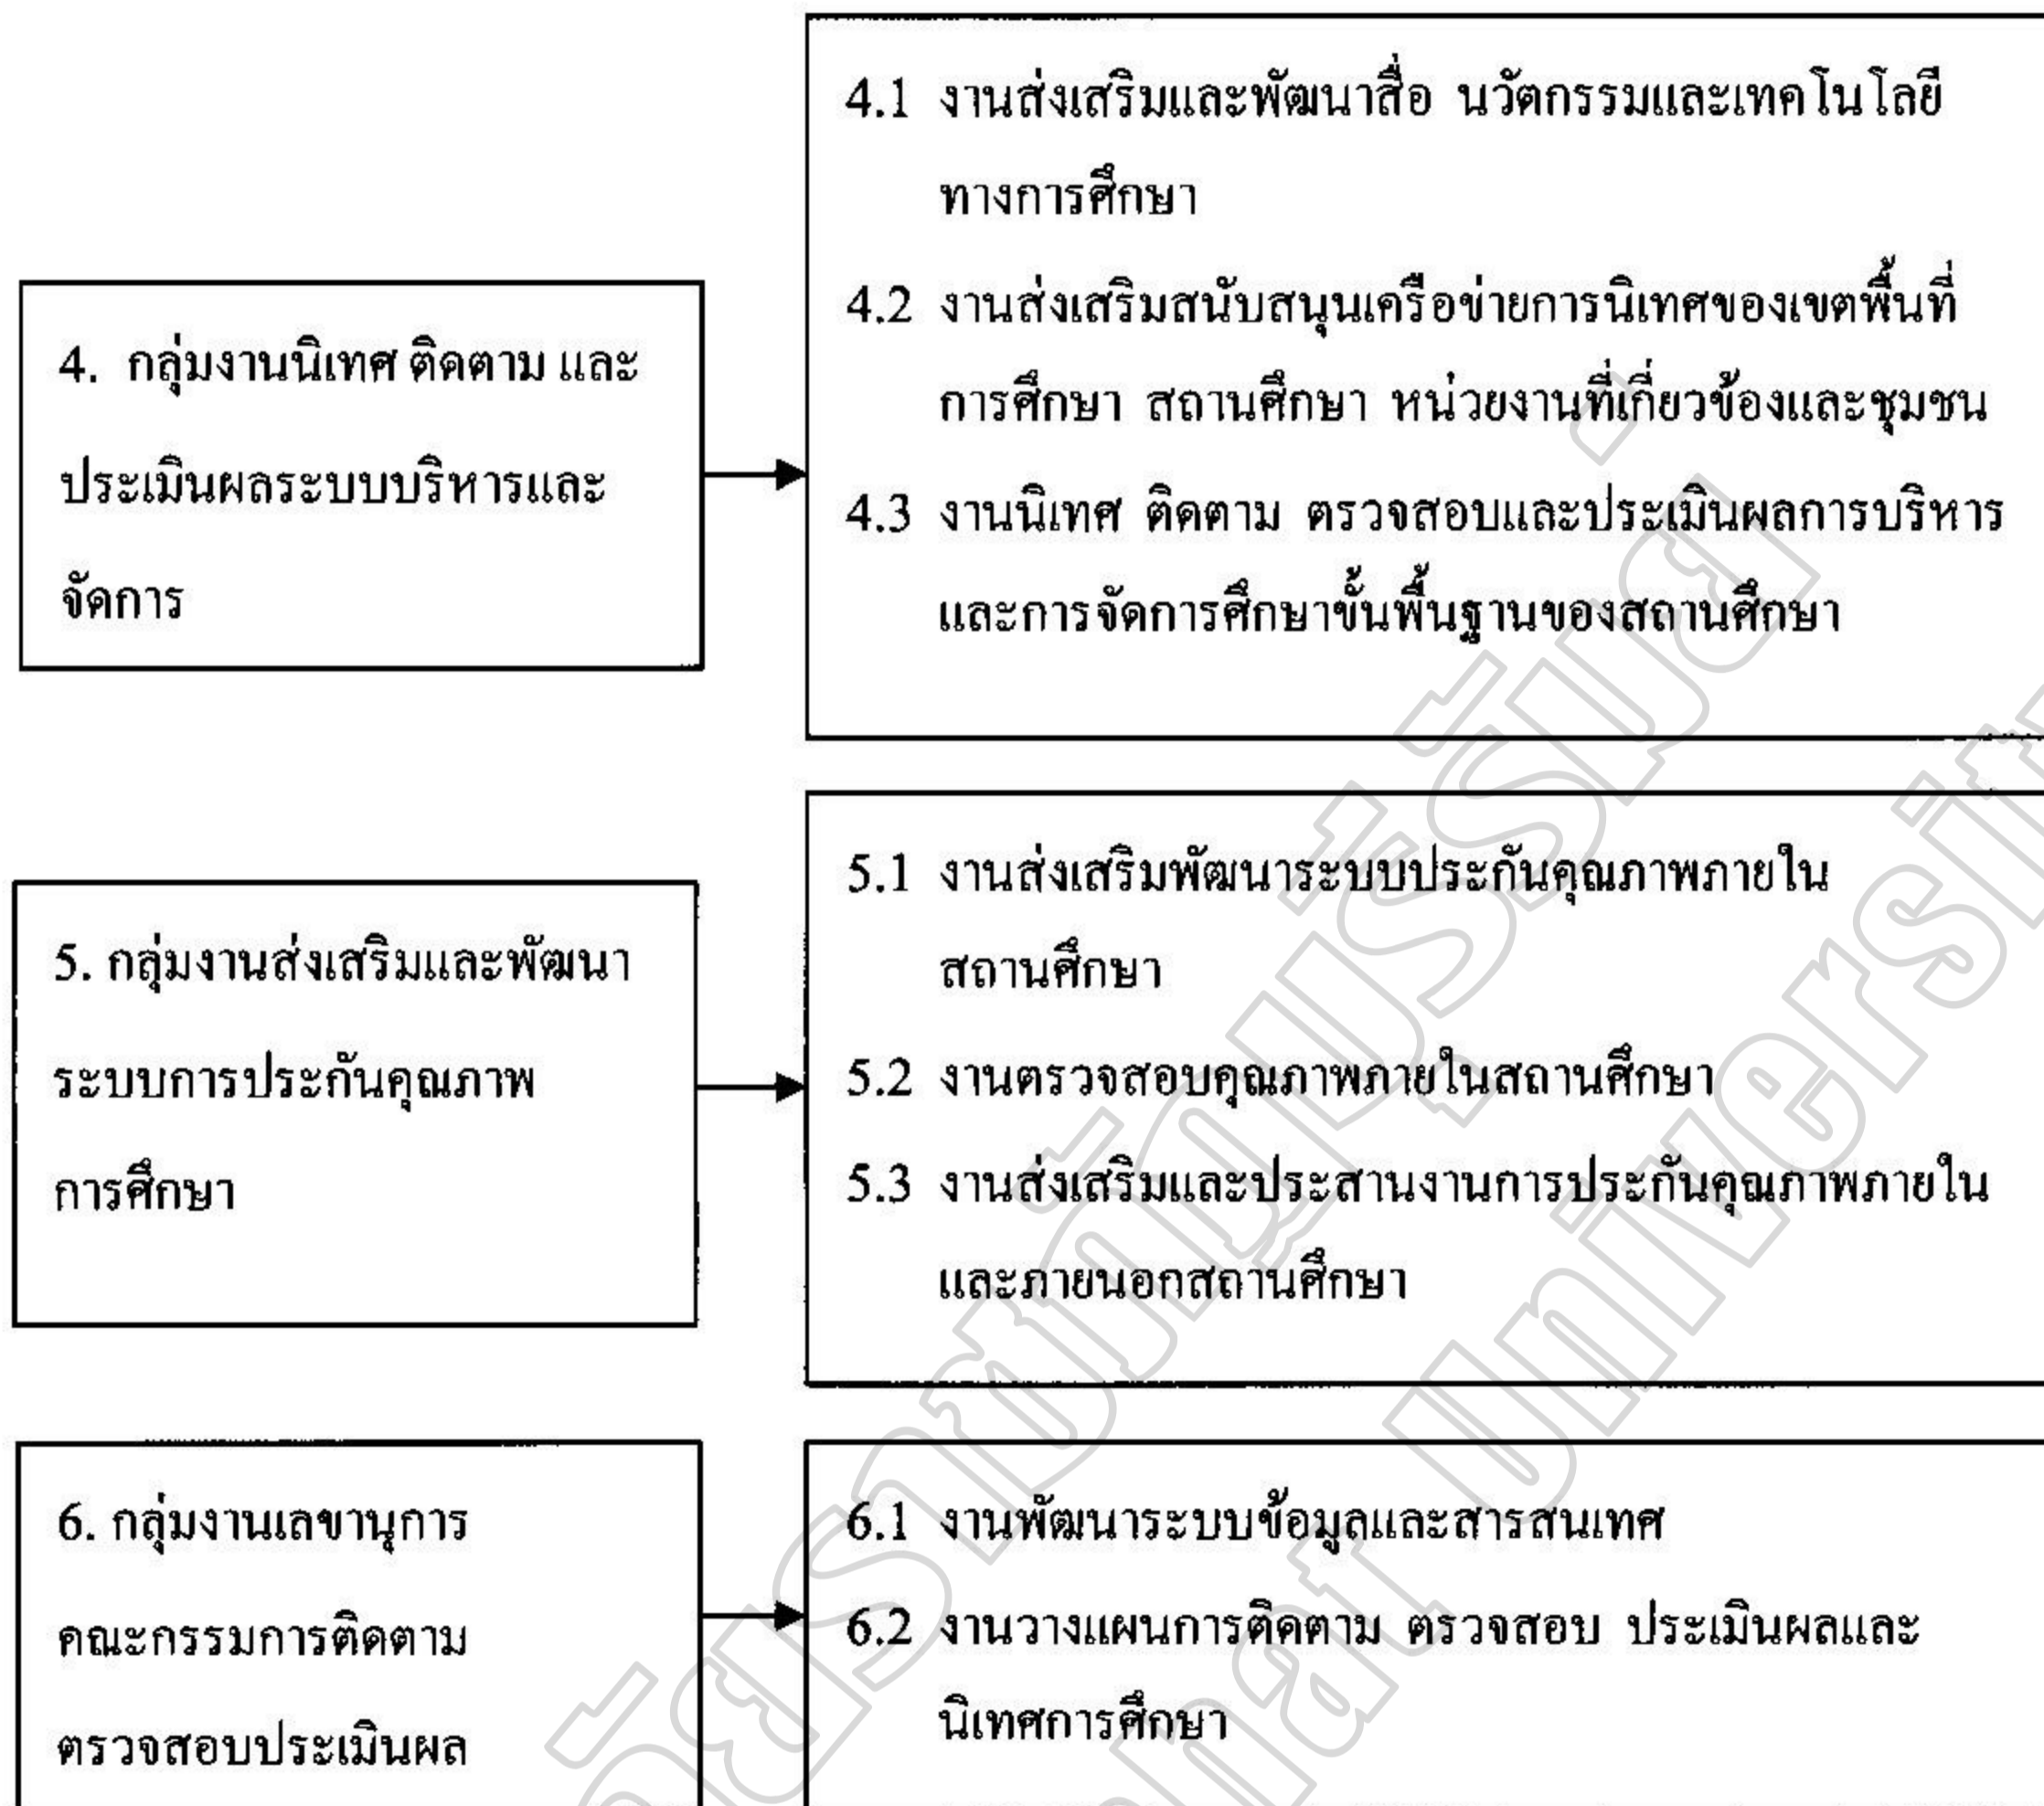 4. กลุ่มงานนิเทศ ติดตาม และ
ประเมินผลระบบบริหารและ
จัดการ
4.1 งานส่งเสริมและพัฒนาสื่อ นวัตกรรมและเทคโนโลยี
ทางการศึกษา
4.2 งานส่งเสริมสนับสนุนเครือข่ายการนิเทศของเขตพื้นที่
การศึกษา สถานศึกษา หน่วยงานที่เกี่ยวข้องและชุมชน
4.3 งานนิเทศ ติดตาม ตรวจสอบและประเมินผลการบริหาร
และการจัดการศึกษาขั้นพื้นฐานของสถานศึกษา
5. กลุ่มงานส่งเสริมและพัฒนา
ระบบการประกันคุณภาพ
การศึกษา
5.1 งานส่งเสริมพัฒนาระบบประกันคุณภาพภายใน
สถานศึกษา
5.2 งานตรวจสอบคุณภาพภายในสถานศึกษา
5.3 งานส่งเสริมและประสานงานการประกันคุณภาพภายใน
และภายนอกสถานศึกษา
6. กลุ่มงานเลขานุการ
คณะกรรมการติดตาม
ตรวจสอบประเมินผล
6.1 งานพัฒนาระบบข้อมูลและสารสนเทศ
6.2 งานวางแผนการติดตาม ตรวจสอบ ประเมินผลและ
นิเทศการศึกษา